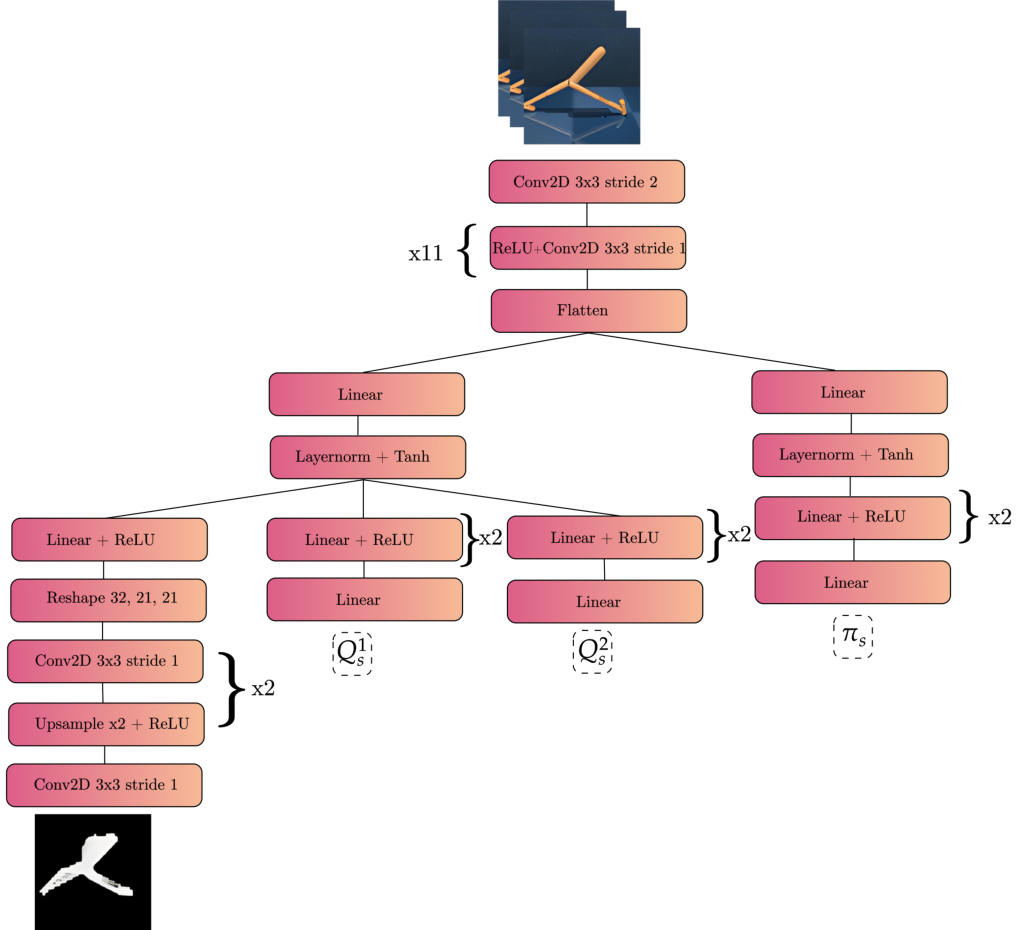 Conv2D 3x3 stride 2
x11
ReLU+Conv2D 3x3 stride 1
Flatten
Linear
Layernorm + Tanh
Linear + ReLU
Reshape 32, 21, 21
Conv2D 3x3 stride 1
Upsample x2 + ReLU
x2
Conv2D 3x3 stride 1
Linear + ReLU
x2
Linear
Q_s^1
Linear + ReLU
x2
Linear
Q_s^2
Linear
Layernorm + Tanh
Linear + ReLU
x2
Linear
π_s